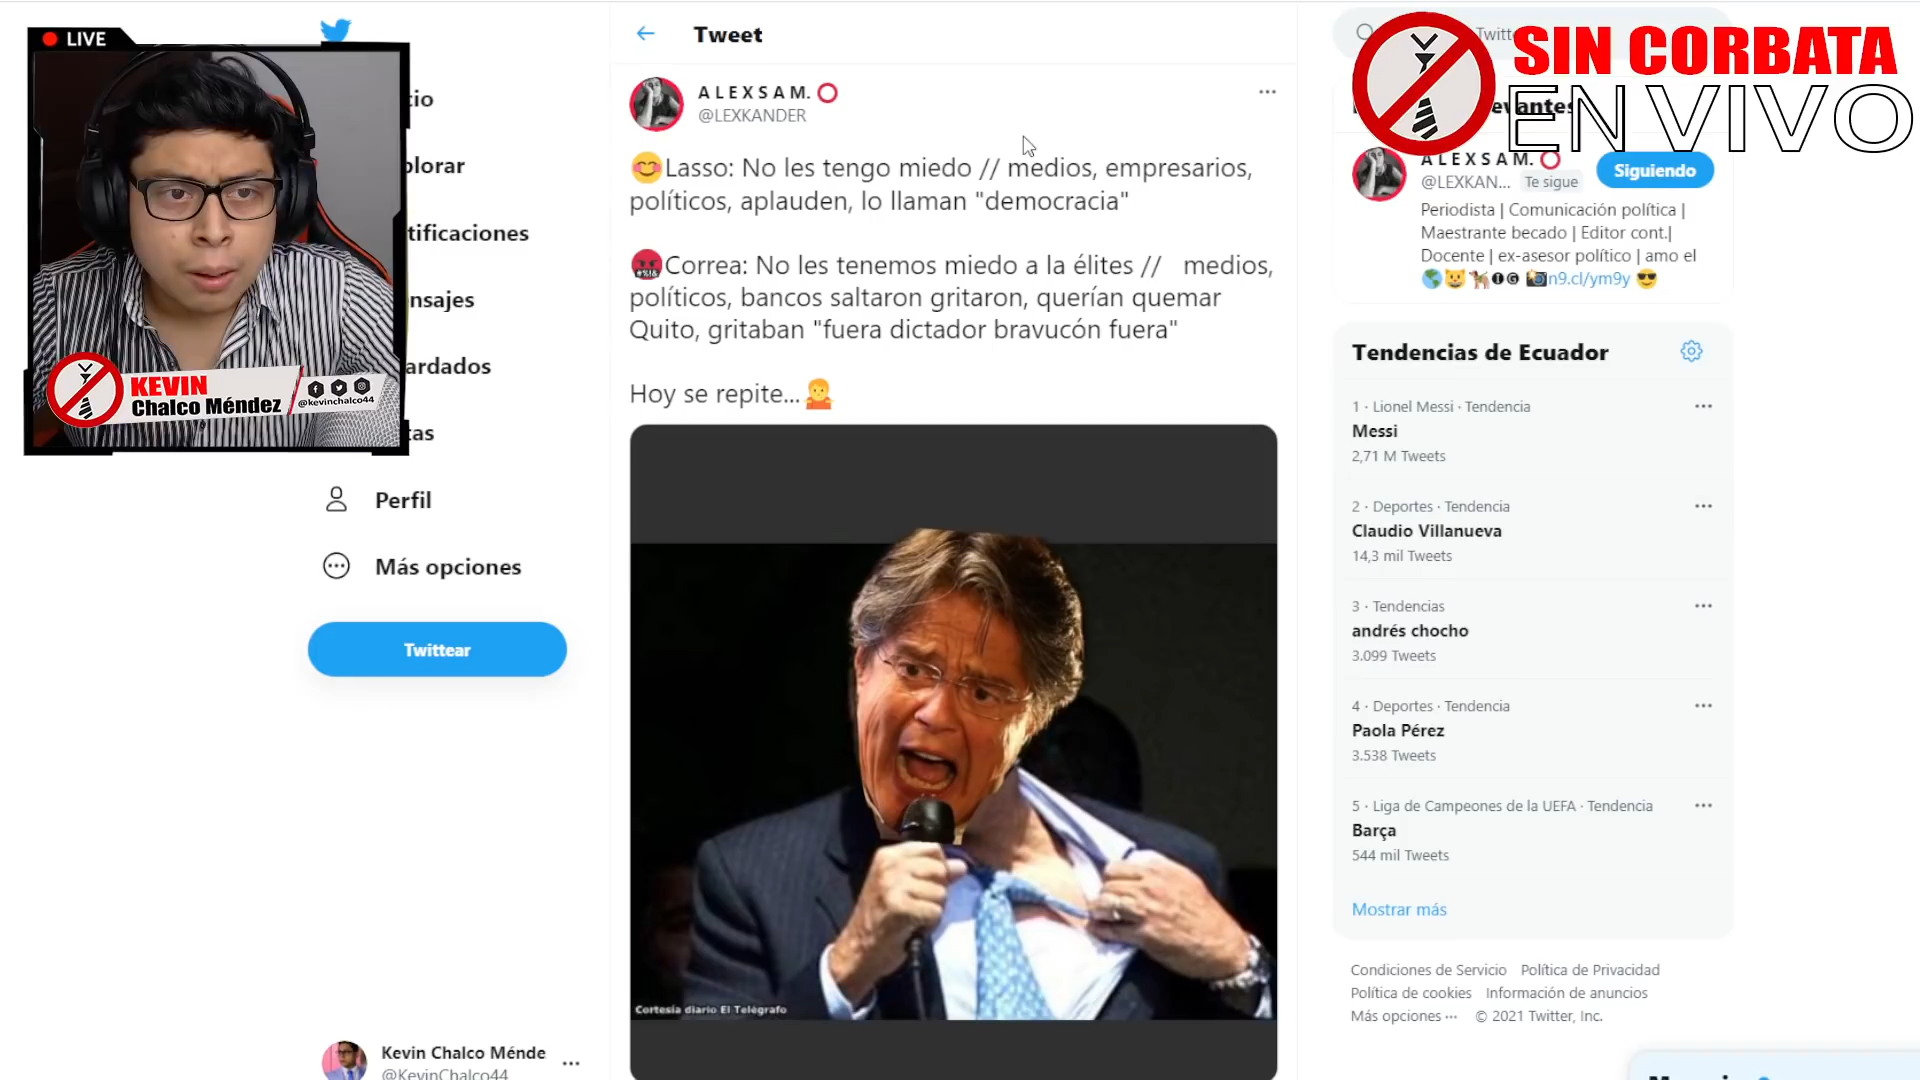 LIVE
cio
plorar
tificaciones
nsajes
ardados
tas
Perfil
Más opciones
Twittear
KEVIN
Chalco Méndez
@kevinchalco44
Kevin Chalco Ménde
@KevinChalco44
Tweet
A L E X S A M.
@LEXKANDER
Lasso: No les tengo miedo // medios, empresarios,
políticos, aplauden, lo llaman "democracia"
Correa: No les tenemos miedo a la élites // medios,
políticos, bancos saltaron gritaron, querían quemar
Quito, gritaban "fuera dictador bravucón fuera"
Hoy se repite...
Cortesía diario El Telégrafo
SIN CORBATA
EN VIVO
Twitt
evantes
A L E X S A M.
@LEXKAN... Te sigue
Siguiendo
Periodista | Comunicación política |
Maestrante becado | Editor cont.|
Docente | ex-asesor político | amo el
n9.cl/ym9y
Tendencias de Ecuador
1 · Lionel Messi · Tendencia
Messi
2,71 M Tweets
2 · Deportes · Tendencia
Claudio Villanueva
14,3 mil Tweets
3 · Tendencias
andrés chocho
3.099 Tweets
4 · Deportes · Tendencia
Paola Pérez
3.538 Tweets
5 · Liga de Campeones de la UEFA · Tendencia
Barça
544 mil Tweets
Mostrar más
Condiciones de Servicio Política de Privacidad
Política de cookies Información de anuncios
Más opciones ··· © 2021 Twitter, Inc.